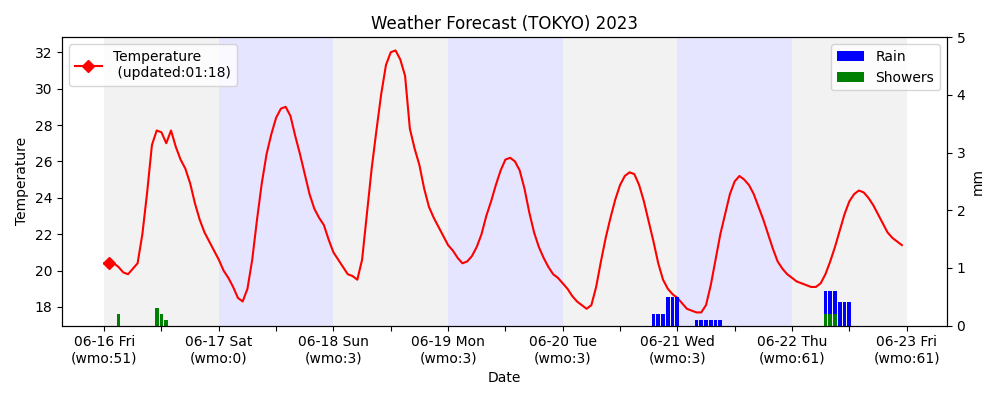 Weather Forecast (TOKYO) 2023
Temperature
(updated:01:18)
Rain
Showers
32
30
28
26
24
22
20
18
Temperature
5
4
3
2
1
0
mm
06-16 Fri
(wmo:51)
06-17 Sat
(wmo:0)
06-18 Sun
(wmo:3)
06-19 Mon
(wmo:3)
06-20 Tue
(wmo:3)
06-21 Wed
(wmo:3)
06-22 Thu
(wmo:61)
06-23 Fri
(wmo:61)
Date